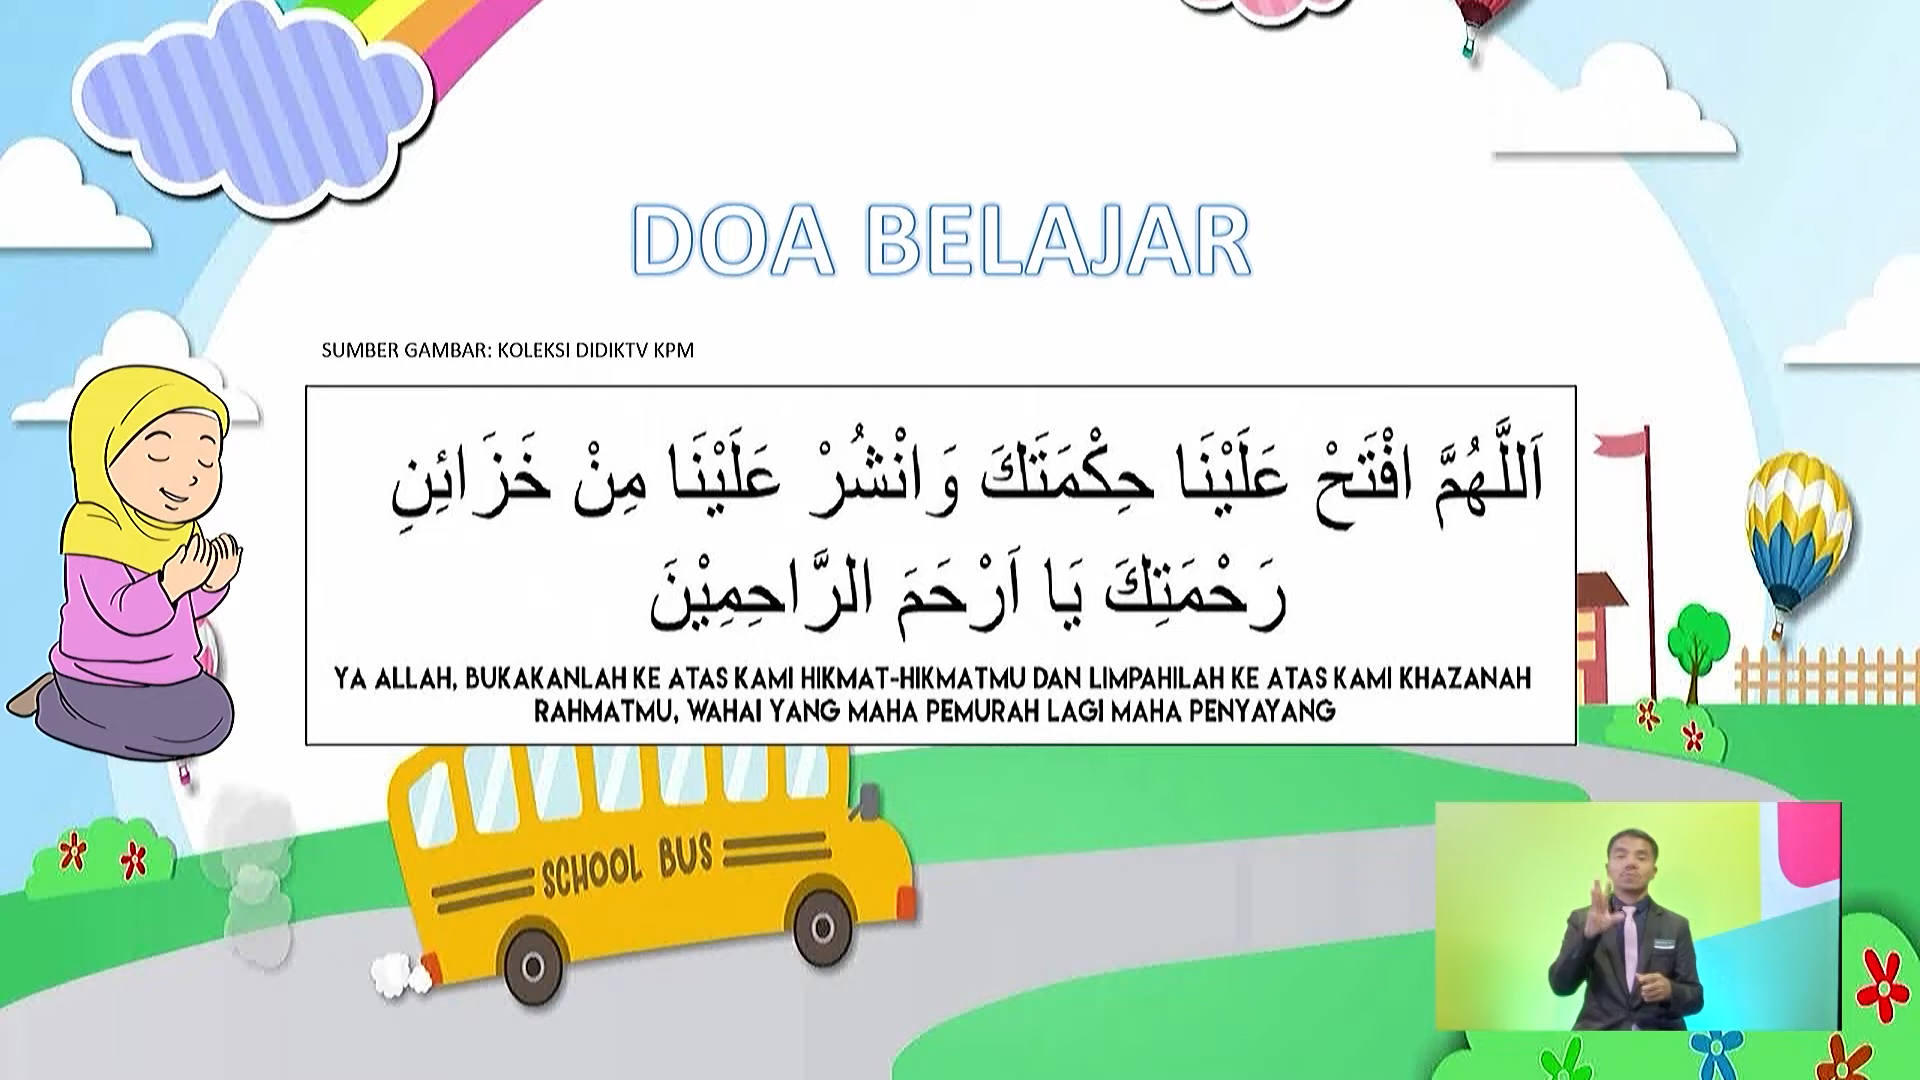 DOA BELAJAR
SUMBER GAMBAR: KOLEKSI DIDIKTV KPM
اَللَّهُمَّ افْتَحْ عَلَيْنَا حِكْمَتَكَ وَانْشُرْ عَلَيْنَا مِنْ خَزَائِنِ
رَحْمَتِكَ يَا اَرْحَمَ الرَّاحِمِيْنَ
YA ALLAH, BUKAKANLAH KE ATAS KAMI HIKMAT-HIKMATMU DAN LIMPAHILAH KE ATAS KAMI KHAZANAH
RAHMATMU, WAHAI YANG MAHA PEMURAH LAGI MAHA PENYAYANG
SCHOOL BUS